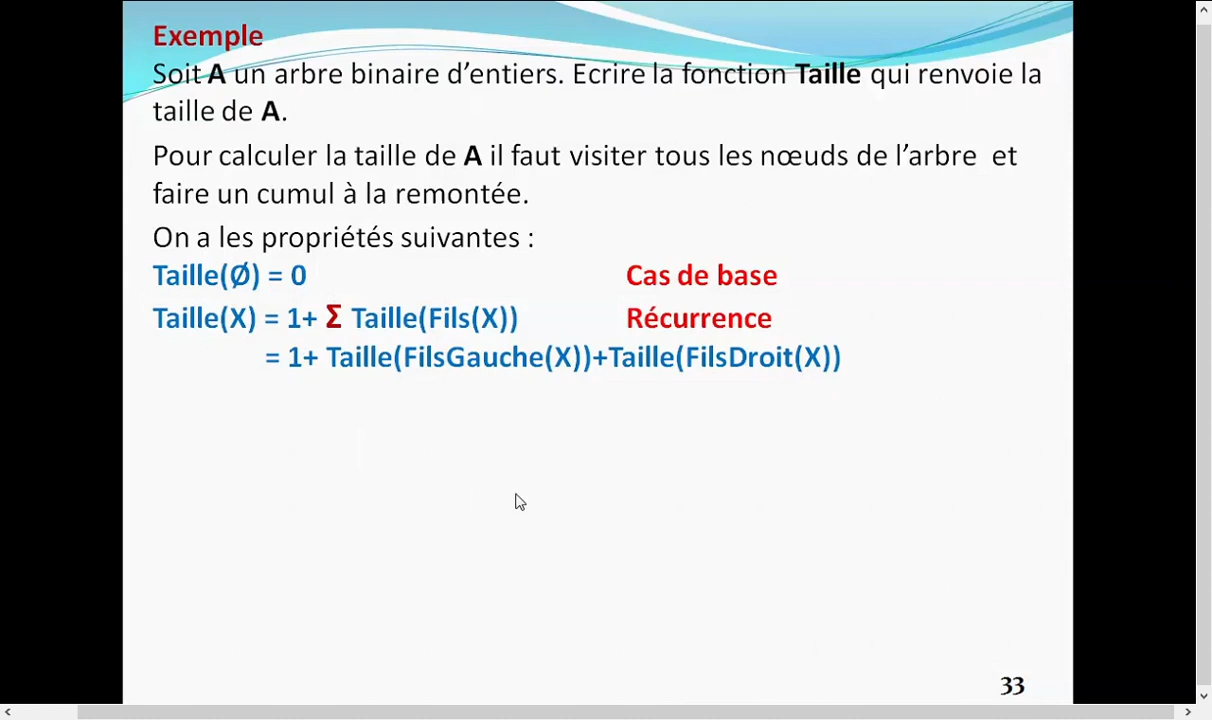 Exemple
Soit A un arbre binaire d’entiers. Ecrire la fonction Taille qui renvoie la
taille de A.
Pour calculer la taille de A il faut visiter tous les nœuds de l’arbre et
faire un cumul à la remontée.
On a les propriétés suivantes :
Taille(Ø) = 0 Cas de base
Taille(X) = 1+ Σ Taille(Fils(X)) Récurrence
= 1+ Taille(FilsGauche(X))+Taille(FilsDroit(X))
33